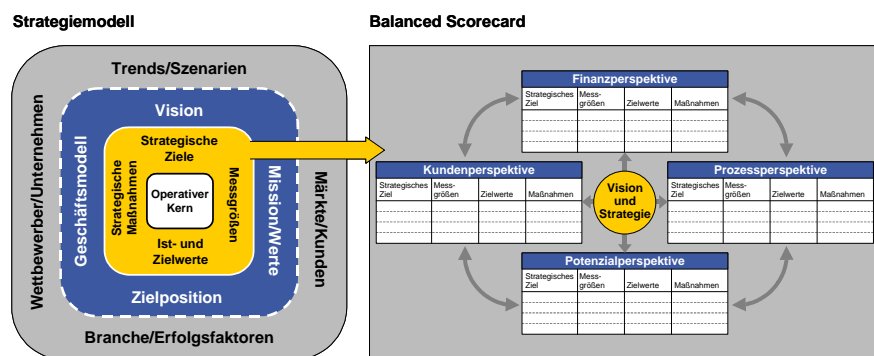 Strategiemodell
Trends/Szenarien
Wettbewerber/Unternehmen
Märkte/Kunden
Branche/Erfolgsfaktoren
Vision
Geschäftsmodell
Mission/Werte
Zielposition
Strategische
Ziele
Strategische
Maßnahmen
Messgrößen
Ist- und
Zielwerte
Operativer
Kern
Balanced Scorecard
Finanzperspektive
Strategisches
Ziel
Mess-
größen
Zielwerte
Maßnahmen
Kundenperspektive
Strategisches
Ziel
Mess-
größen
Zielwerte
Maßnahmen
Vision
und
Strategie
Prozessperspektive
Strategisches
Ziel
Mess-
größen
Zielwerte
Maßnahmen
Potenzialperspektive
Strategisches
Ziel
Mess-
größen
Zielwerte
Maßnahmen